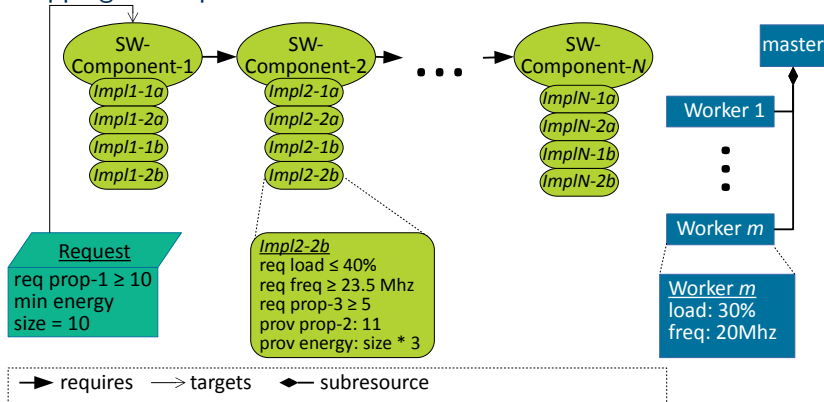 SW-
Component-1
Impl1-1a
Impl1-2a
Impl1-1b
Impl1-2b
SW-
Component-2
Impl2-1a
Impl2-2a
Impl2-1b
Impl2-2b
SW-
Component-N
ImplN-1a
ImplN-2a
ImplN-1b
ImplN-2b
master
Worker 1
Worker m
Request
req prop-1 ≥ 10
min energy
size = 10
Impl2-2b
req load ≤ 40%
req freq ≥ 23.5 Mhz
req prop-3 ≥ 5
prov prop-2: 11
prov energy: size * 3
Worker m
load: 30%
freq: 20Mhz
requires
targets
subresource